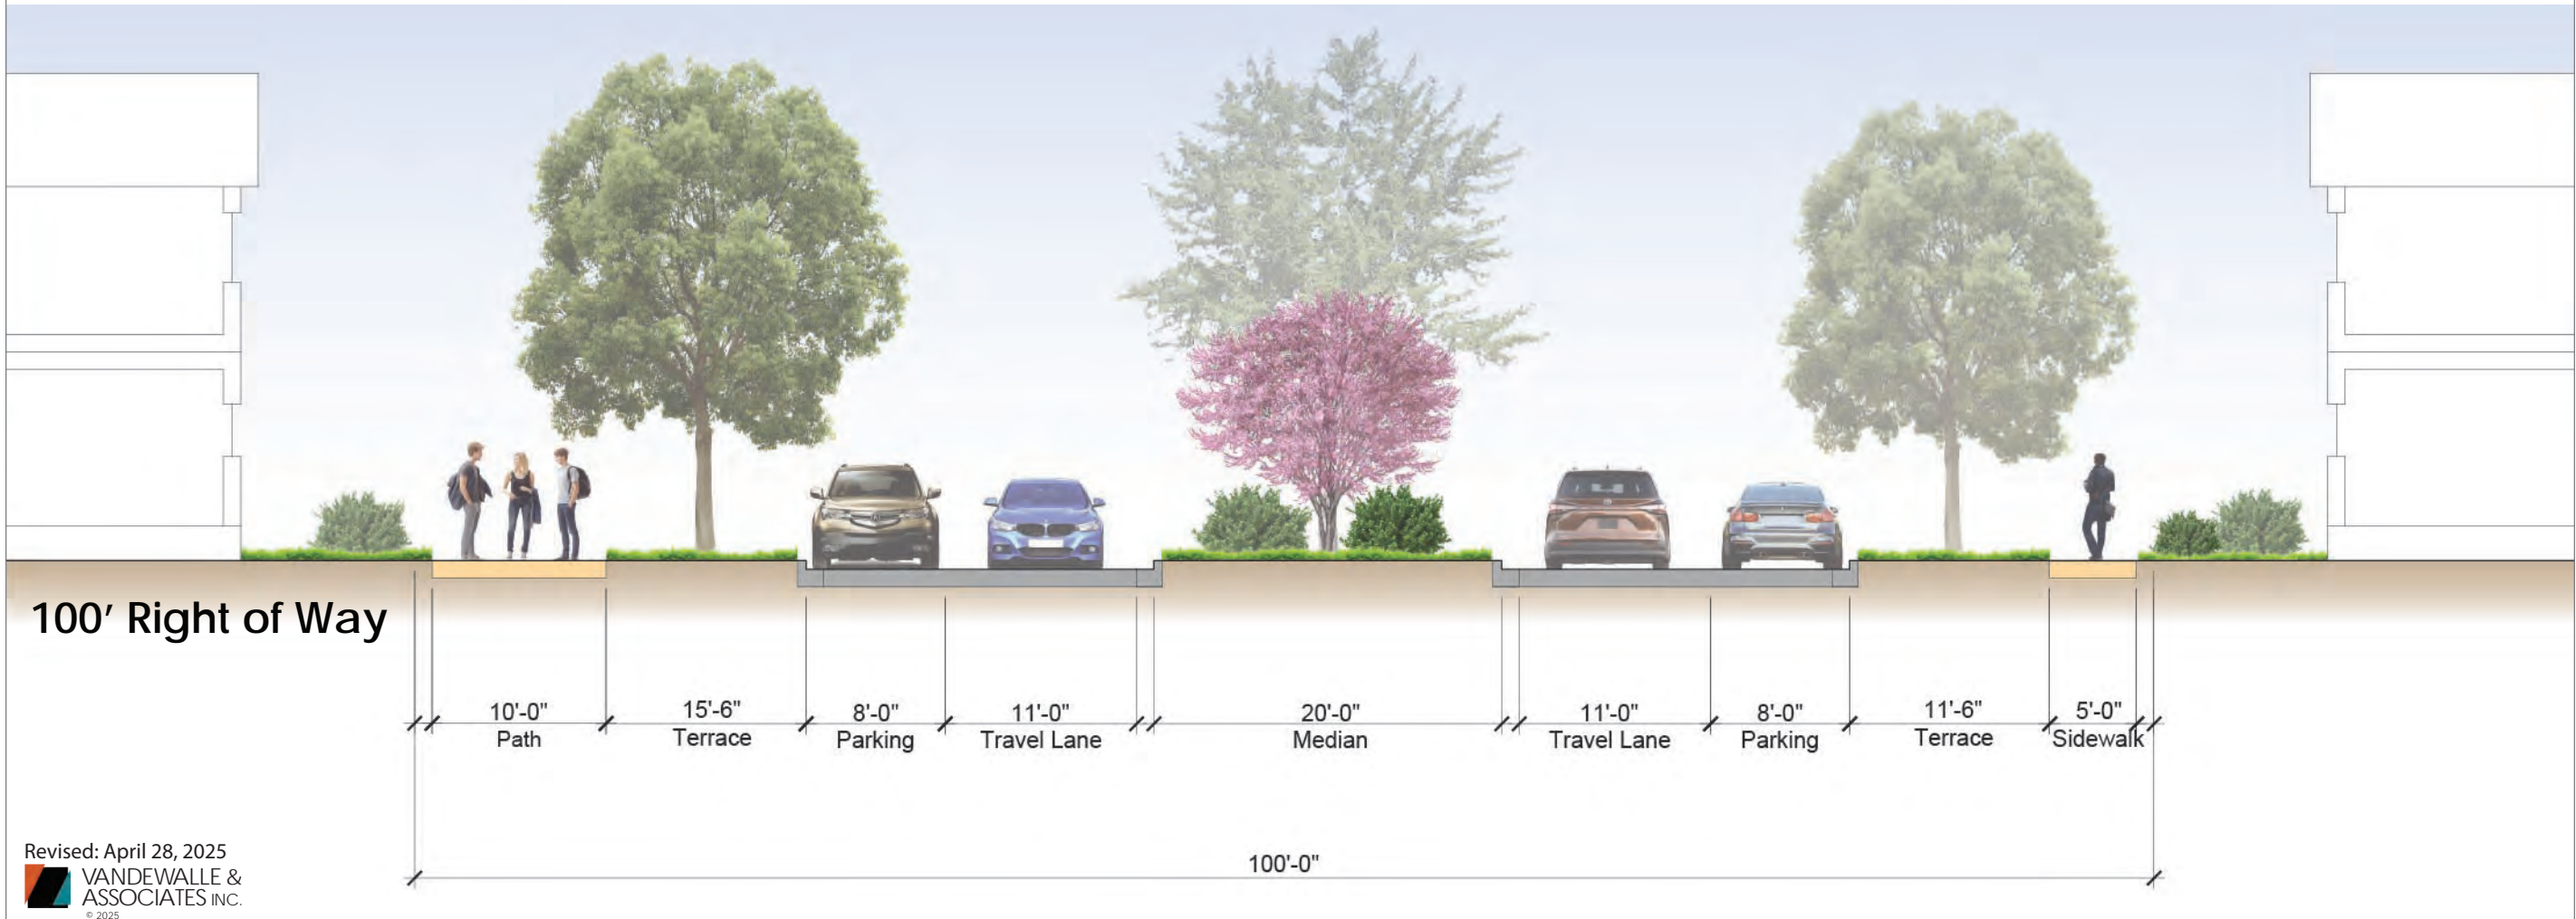 100' Right of Way
10'-0" 15'-6" 8'-0" 11'-0" 20'-0" 11'-0" 8'-0" 11'-6" 5'-0"
Path Terrace Parking Travel Lane Median Travel Lane Parking Terrace Sidewalk
100'-0"
Revised: April 28, 2025
VANDEWALLE &
ASSOCIATES INC.
© 2025